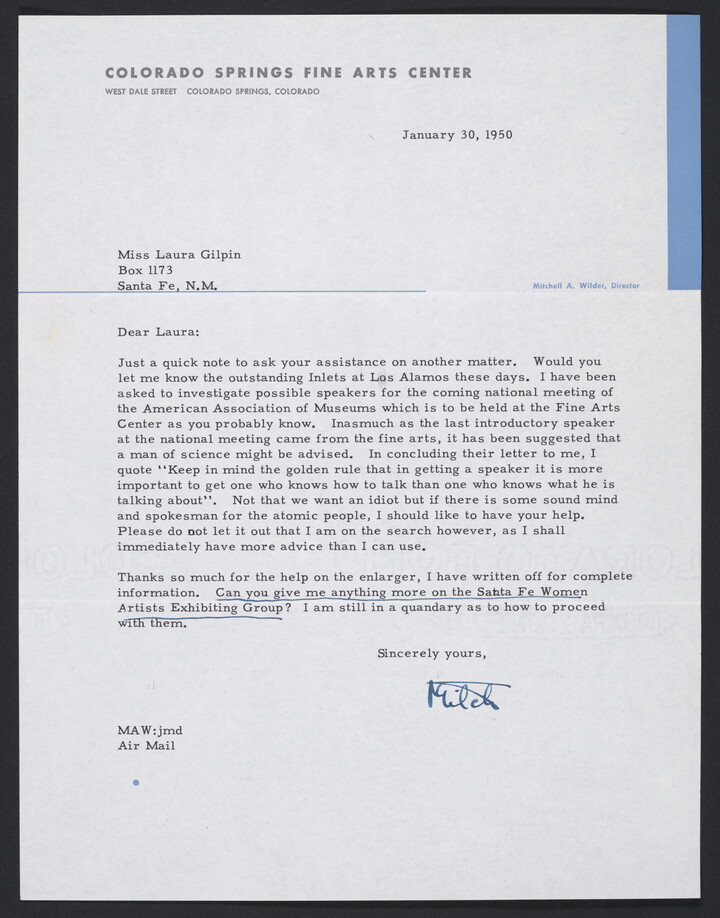 COLORADO SPRINGS FINE ARTS CENTER
WEST DALE STREET COLORADO SPRINGS, COLORADO
January 30, 1950
Miss Laura Gilpin
Box 1173
Santa Fe, N.M.
Mitchell A. Wilder, Director
Dear Laura:
Just a quick note to ask your assistance on another matter. Would you
let me know the outstanding Inlets at Los Alamos these days. I have been
asked to investigate possible speakers for the coming national meeting of
the American Association of Museums which is to be held at the Fine Arts
Center as you probably know. Inasmuch as the last introductory speaker
at the national meeting came from the fine arts, it has been suggested that
a man of science might be advised. In concluding their letter to me, I
quote "Keep in mind the golden rule that in getting a speaker it is more
important to get one who knows how to talk than one who knows what he is
talking about". Not that we want an idiot but if there is some sound mind
and spokesman for the atomic people, I should like to have your help.
Please do not let it out that I am on the search however, as I shall
immediately have more advice than I can use.
Thanks so much for the help on the enlarger, I have written off for complete
information. Can you give me anything more on the Santa Fe Women
Artists Exhibiting Group? I am still in a quandary as to how to proceed
with them.
Sincerely yours,
Mitch
MAW:jmd
Air Mail